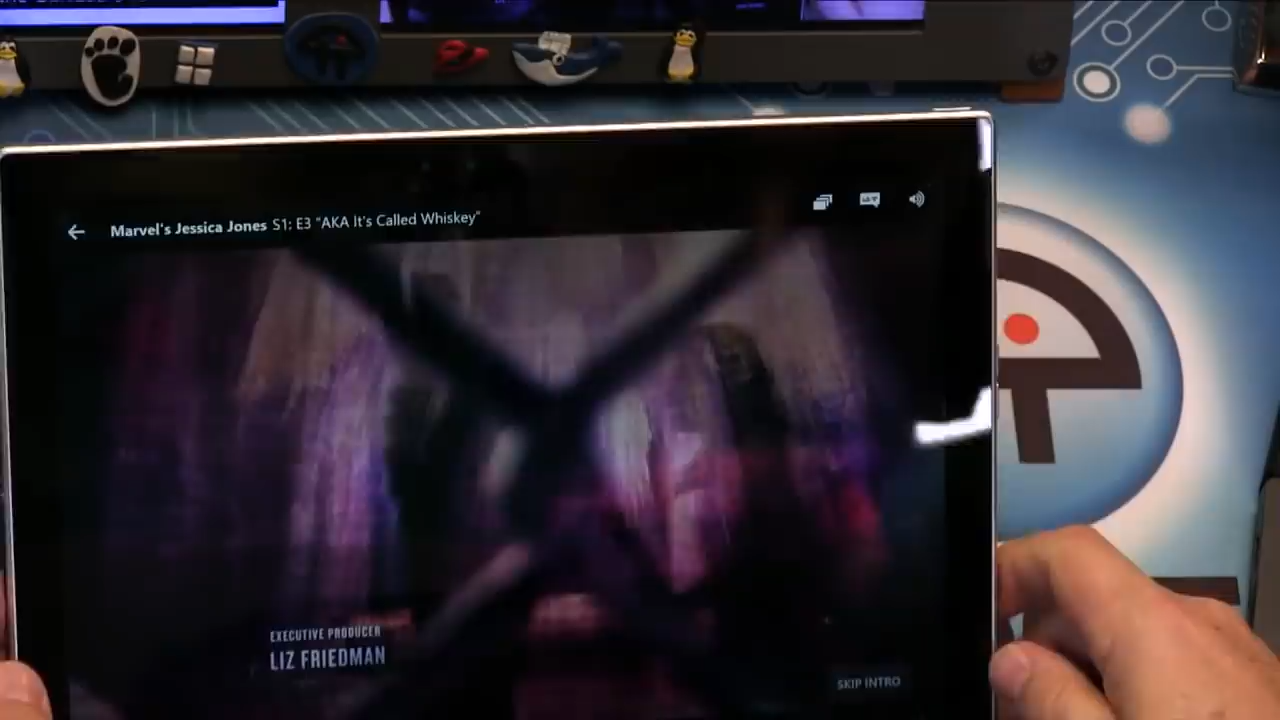 Marvel's Jessica Jones S1: E3 "AKA It's Called Whiskey"
EXECUTIVE PRODUCER
LIZ FRIEDMAN
SKIP INTRO